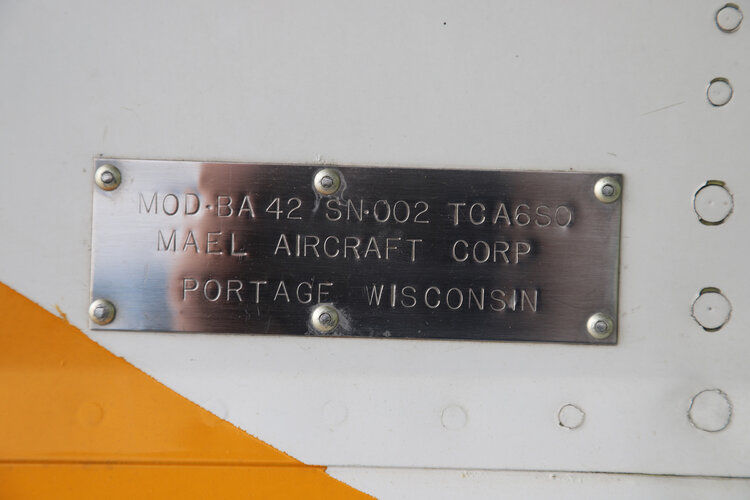 MOD·BA 42 SN·002 TCA6SO
MAEL AIRCRAFT CORP
PORTAGE WISCONSIN